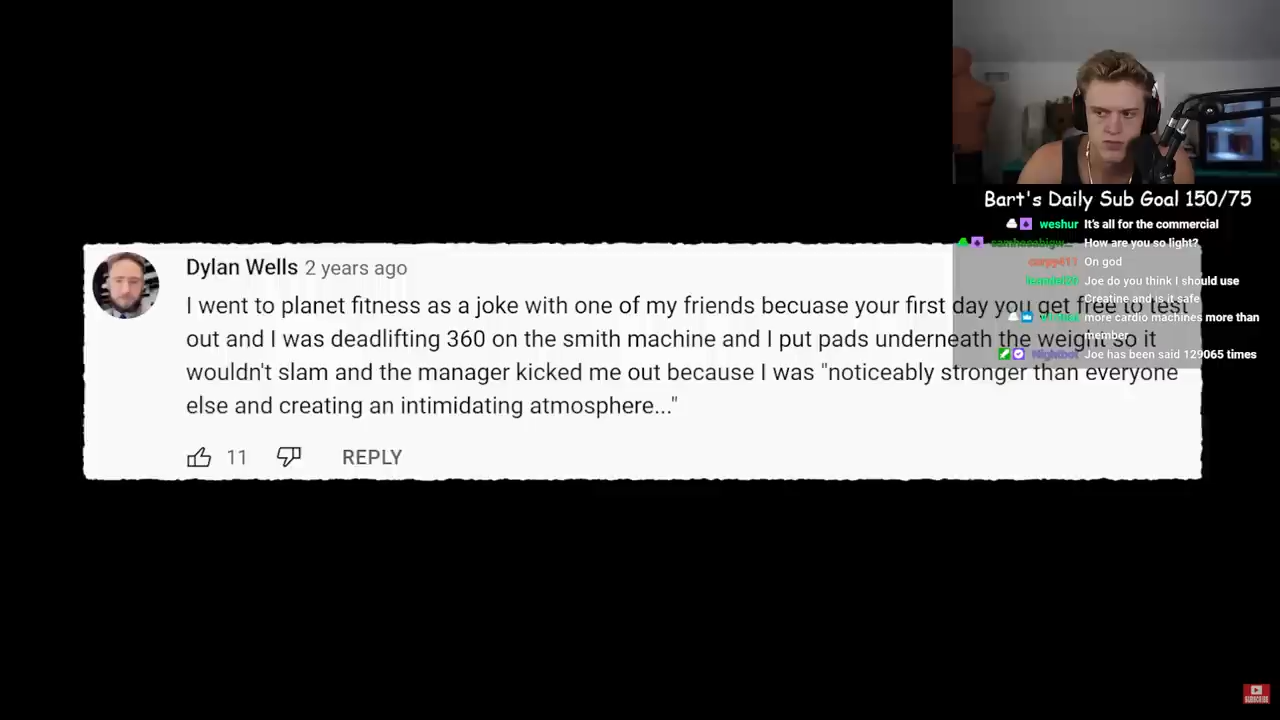 Bart's Daily Sub Goal 150/75
weshur It's all for the commercial
How are you so light?
On god
Joe do you think I should use
Creatine and is it safe
more cardio machines more than
member
Nightbot Joe has been said 129065 times
Dylan Wells 2 years ago
I went to planet fitness as a joke with one of my friends becuase your first day you get free to test
out and I was deadlifting 360 on the smith machine and I put pads underneath the weight so it
wouldn't slam and the manager kicked me out because I was "noticeably stronger than everyone
else and creating an intimidating atmosphere..."
11 REPLY
SUBSCRIBE